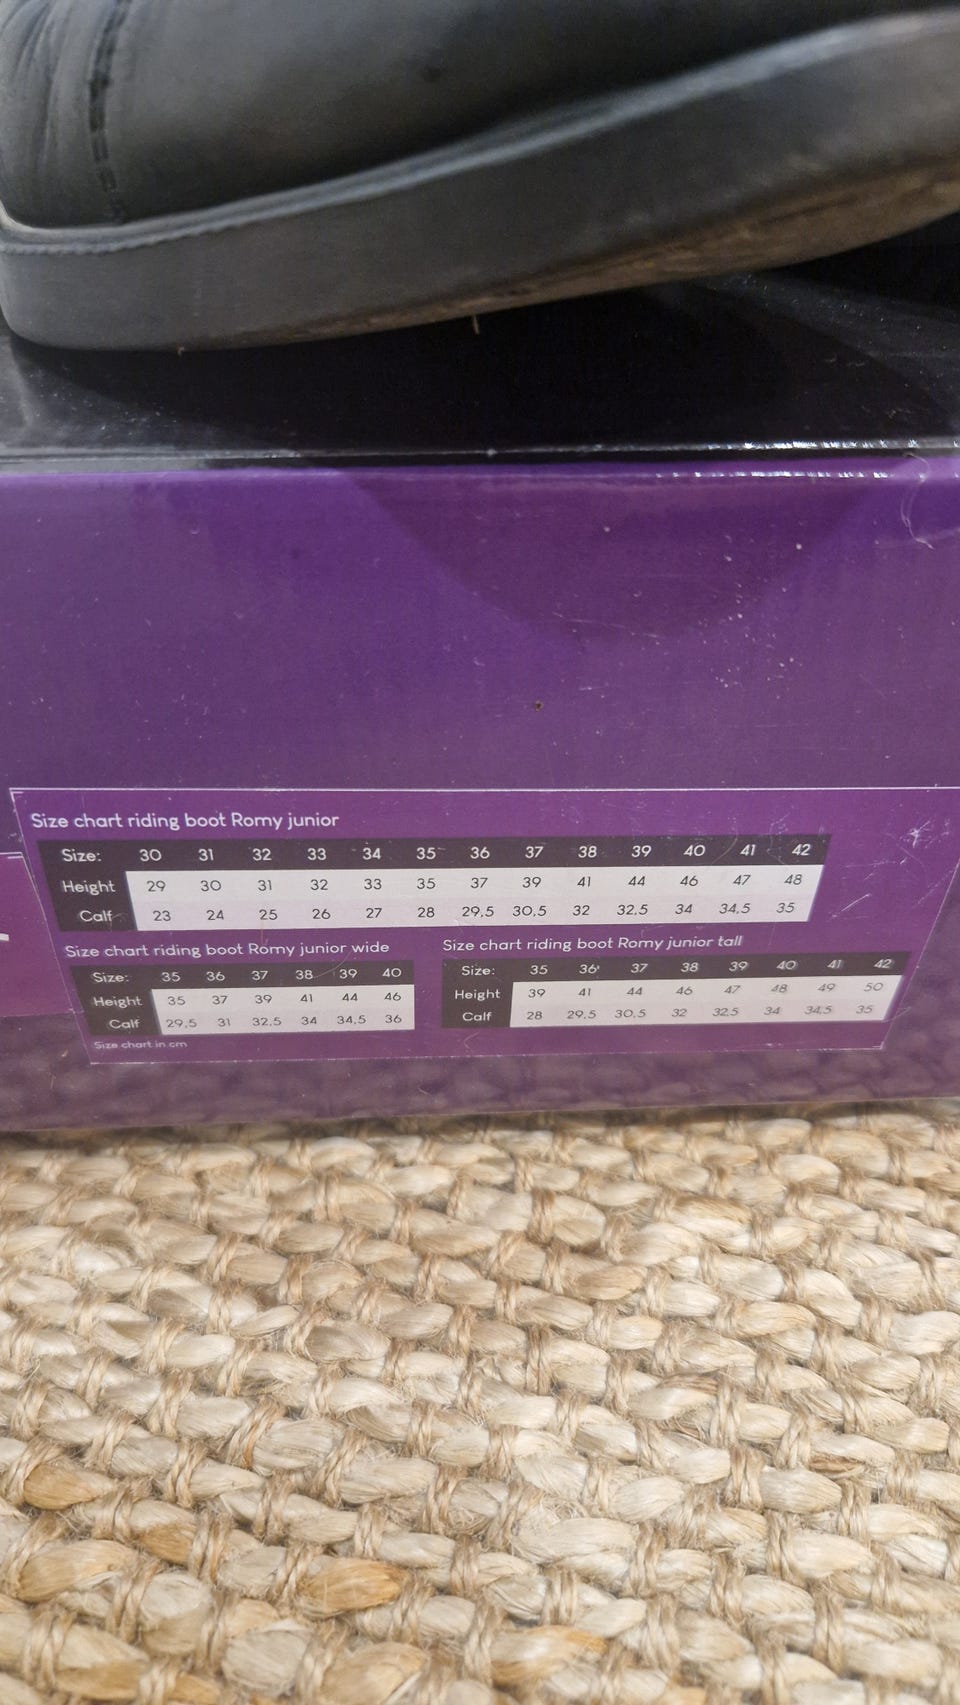 Size chart riding boot Romy junior
Size: 30 31 32 33 34 35 36 37 38 39 40 41 42
Height 29 30 31 32 33 35 37 39 41 44 46 47 48
Calf 23 24 25 26 27 28 29,5 30,5 32 32,5 34 34,5 35
Size chart riding boot Romy junior wide
Size: 35 36 37 38 39 40
Height 35 37 39 41 44 46
Calf 29,5 31 32,5 34 34,5 36
Size chart in cm
Size chart riding boot Romy junior tall
Size: 35 36 37 38 39 40 41 42
Height 39 41 44 46 47 48 49 50
Calf 28 29,5 30,5 32 32,5 34 34,5 35